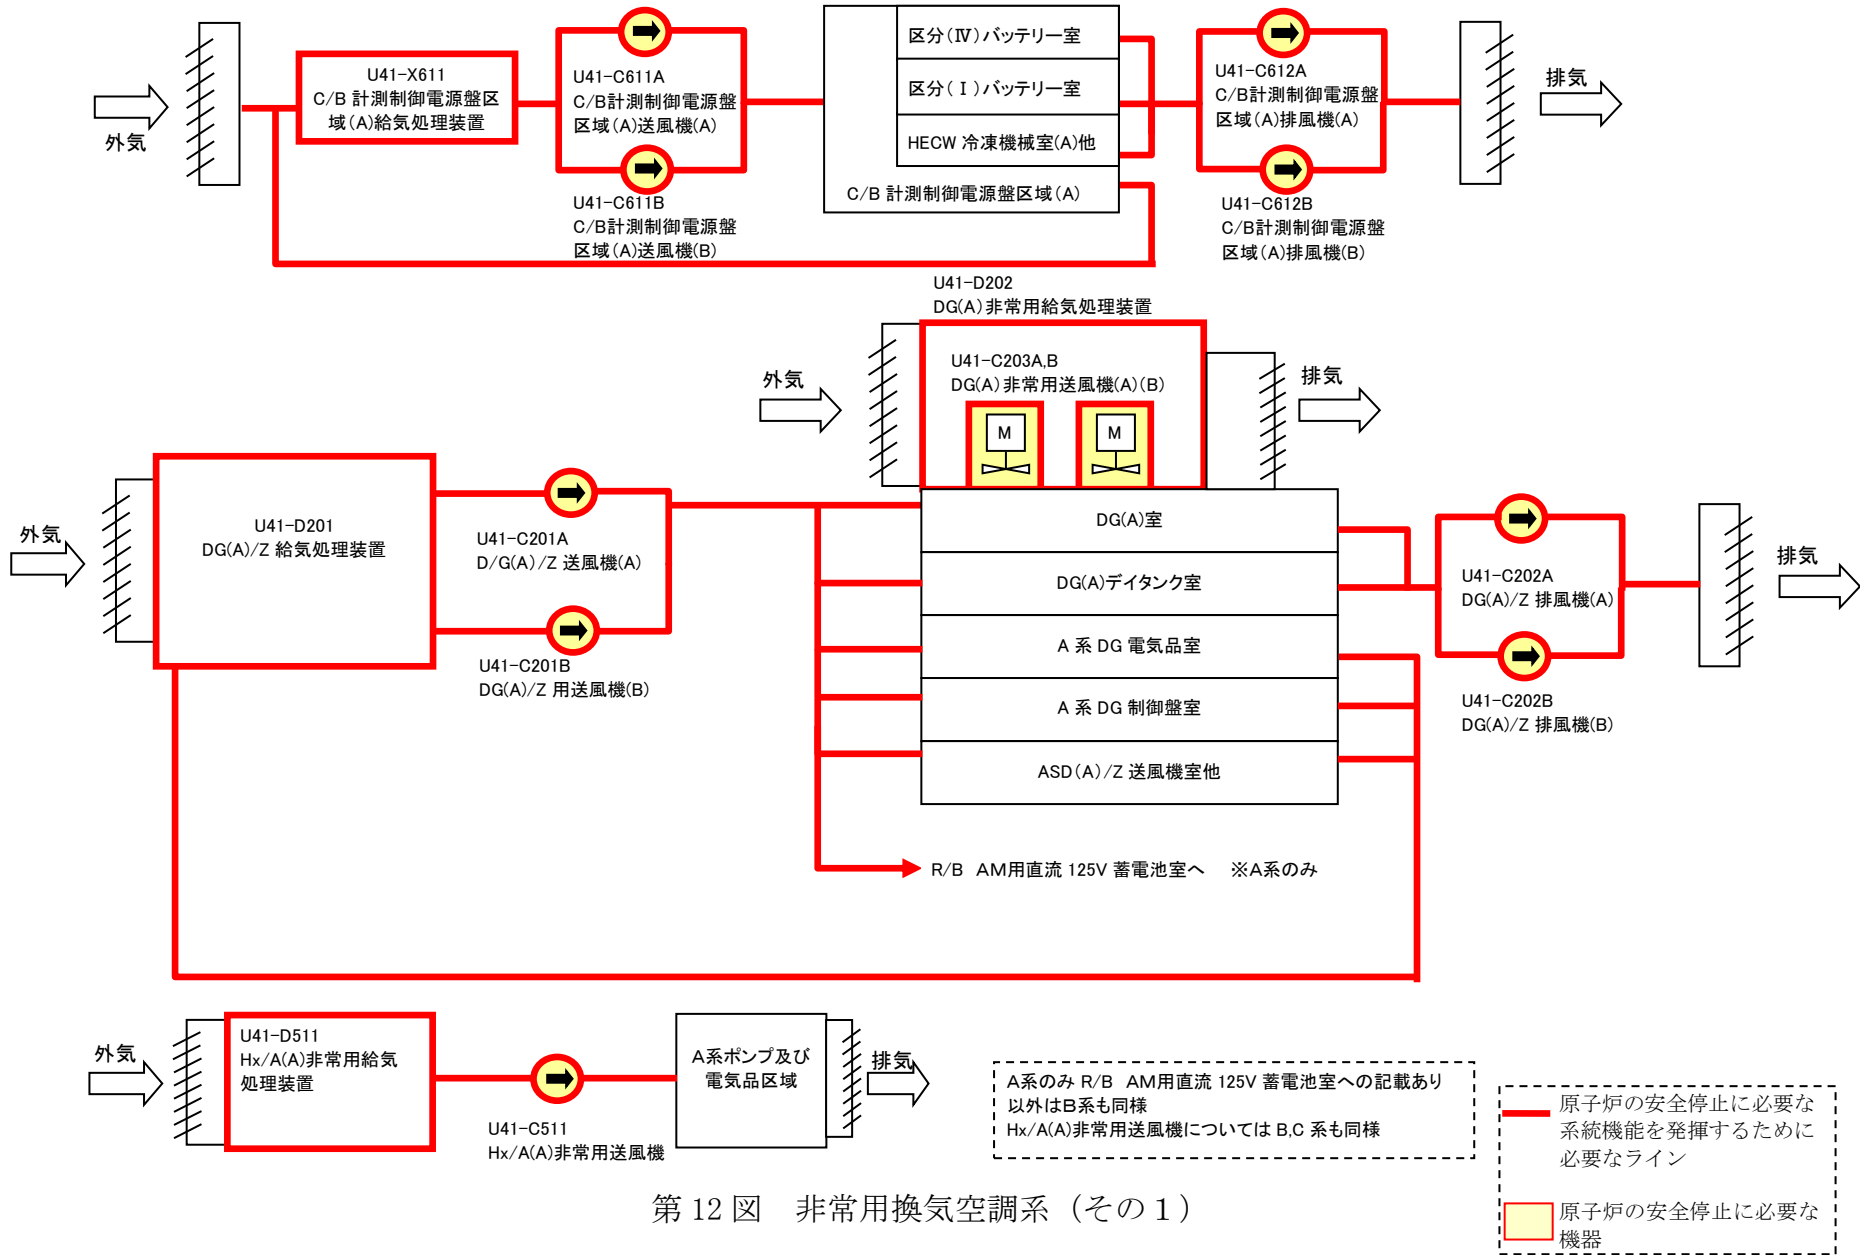 外気
U41-X611
C/B 計測制御電源盤区
域(A)給気処理装置
U41-C611A
C/B計測制御電源盤
区域(A)送風機(A)
U41-C611B
C/B計測制御電源盤
区域(A)送風機(B)
区分(Ⅳ)バッテリー室
区分(Ⅰ)バッテリー室
HECW 冷凍機械室(A)他
C/B 計測制御電源盤区域(A)
U41-C612A
C/B計測制御電源盤
区域(A)排風機(A)
U41-C612B
C/B計測制御電源盤
区域(A)排風機(B)
排気
U41-D202
DG(A)非常用給気処理装置
外気
U41-C203A,B
DG(A)非常用送風機(A)(B)
M
M
排気
外気
U41-D201
DG(A)/Z 給気処理装置
U41-C201A
D/G(A)/Z 送風機(A)
U41-C201B
DG(A)/Z 用送風機(B)
DG(A)室
DG(A)デイタンク室
A 系 DG 電気品室
A 系 DG 制御盤室
ASD(A)/Z 送風機室他
R/B AM用直流 125V 蓄電池室へ ※A系のみ
U41-C202A
DG(A)/Z 排風機(A)
U41-C202B
DG(A)/Z 排風機(B)
排気
外気
U41-D511
Hx/A(A)非常用給気
処理装置
U41-C511
Hx/A(A)非常用送風機
A系ポンプ及び
電気品区域
排気
A系のみ R/B AM用直流 125V 蓄電池室への記載あり
以外はB系も同様
Hx/A(A)非常用送風機については B,C 系も同様
原子炉の安全停止に必要な
系統機能を発揮するために
必要なライン
原子炉の安全停止に必要な
機器
第 12 図 非常用換気空調系（その１）